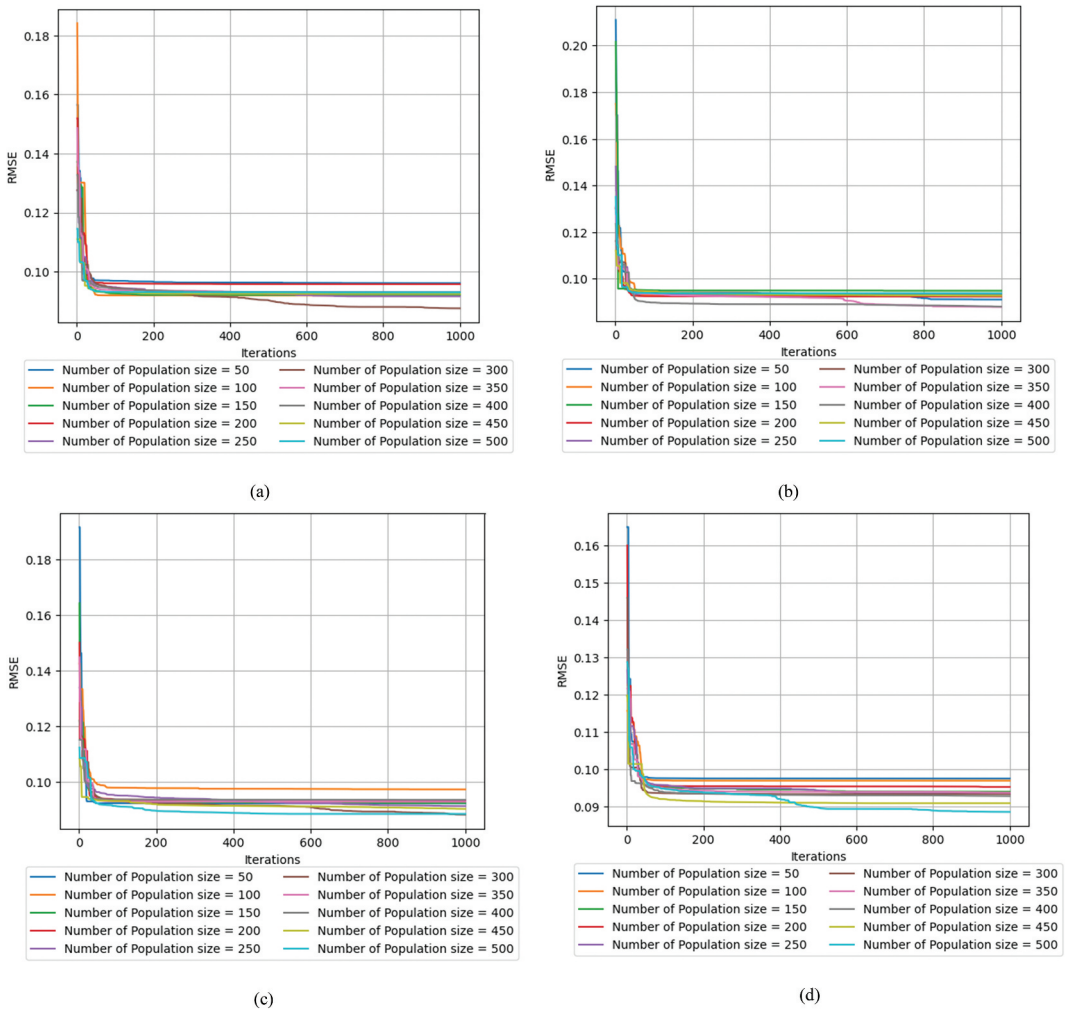 0.18
0.16
0.14
0.12
0.10
RMSE
0 200 400 600 800 1000
Iterations
Number of Population size = 50
Number of Population size = 100
Number of Population size = 150
Number of Population size = 200
Number of Population size = 250
Number of Population size = 300
Number of Population size = 350
Number of Population size = 400
Number of Population size = 450
Number of Population size = 500
(a)
0.20
0.18
0.16
0.14
0.12
0.10
RMSE
0 200 400 600 800 1000
Iterations
Number of Population size = 50
Number of Population size = 100
Number of Population size = 150
Number of Population size = 200
Number of Population size = 250
Number of Population size = 300
Number of Population size = 350
Number of Population size = 400
Number of Population size = 450
Number of Population size = 500
(b)
0.18
0.16
0.14
0.12
0.10
RMSE
0 200 400 600 800 1000
Iterations
Number of Population size = 50
Number of Population size = 100
Number of Population size = 150
Number of Population size = 200
Number of Population size = 250
Number of Population size = 300
Number of Population size = 350
Number of Population size = 400
Number of Population size = 450
Number of Population size = 500
(c)
0.16
0.15
0.14
0.13
0.12
0.11
0.10
0.09
RMSE
0 200 400 600 800 1000
Iterations
Number of Population size = 50
Number of Population size = 100
Number of Population size = 150
Number of Population size = 200
Number of Population size = 250
Number of Population size = 300
Number of Population size = 350
Number of Population size = 400
Number of Population size = 450
Number of Population size = 500
(d)